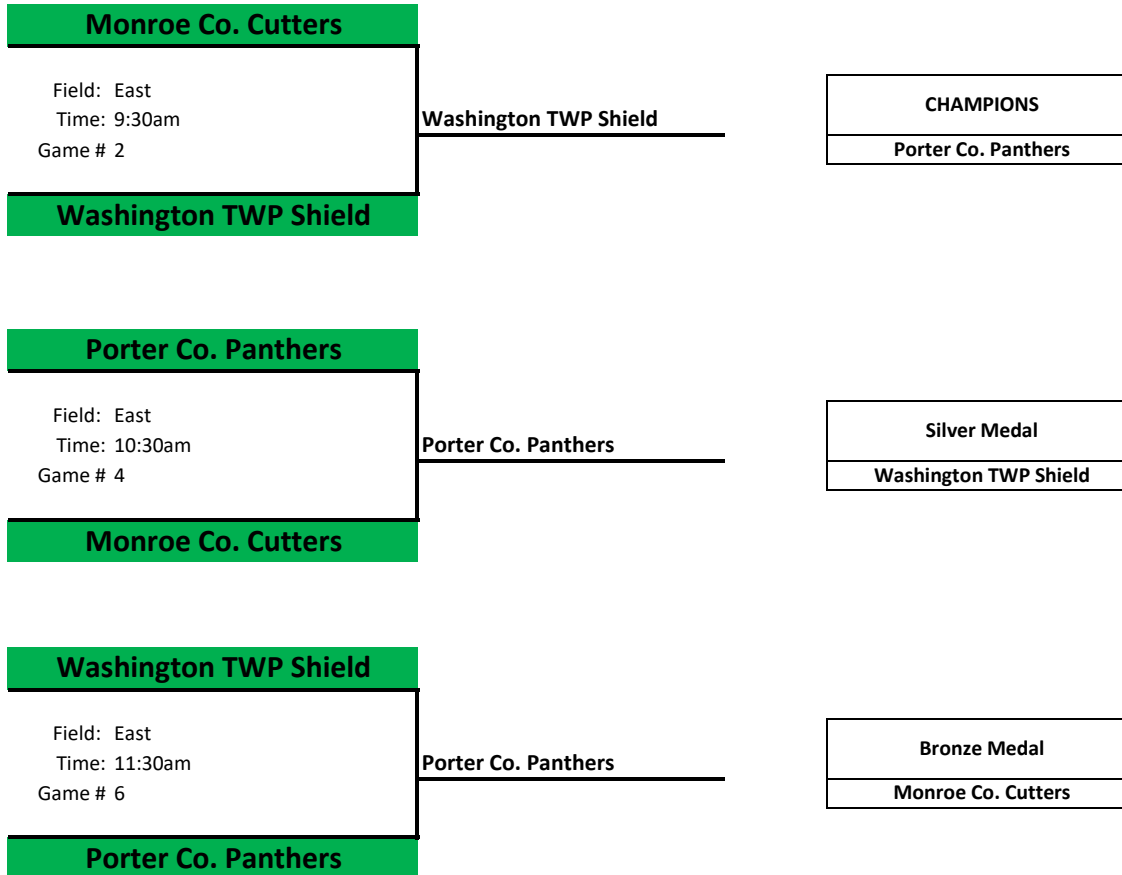 Monroe Co. Cutters
Field: East
Time: 9:30am
Game # 2
Washington TWP Shield
Washington TWP Shield
CHAMPIONS
Porter Co. Panthers
Porter Co. Panthers
Field: East
Time: 10:30am
Game # 4
Monroe Co. Cutters
Porter Co. Panthers
Silver Medal
Washington TWP Shield
Washington TWP Shield
Field: East
Time: 11:30am
Game # 6
Porter Co. Panthers
Porter Co. Panthers
Bronze Medal
Monroe Co. Cutters